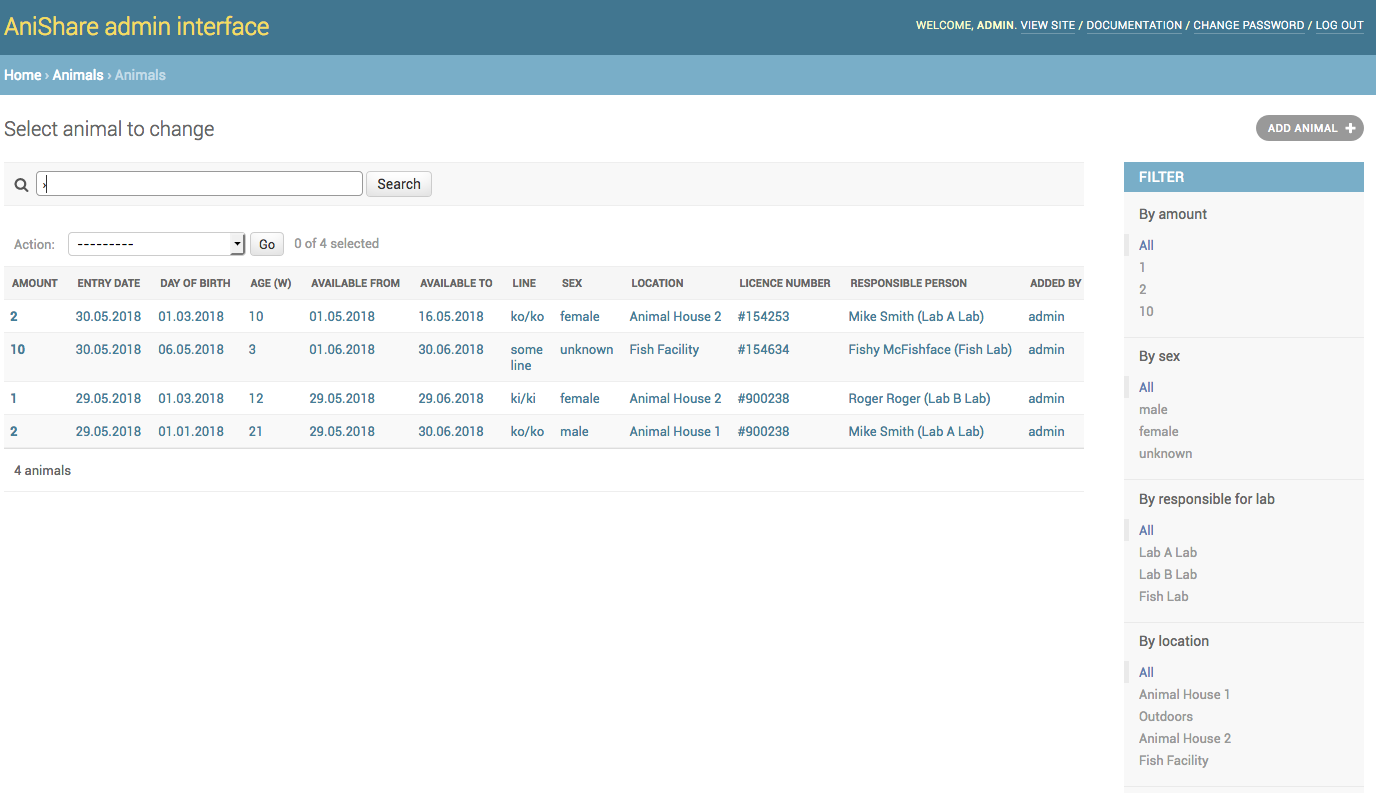 AniShare admin interface
WELCOME, ADMIN. VIEW SITE / DOCUMENTATION / CHANGE PASSWORD / LOG OUT
Home › Animals › Animals
Select animal to change
ADD ANIMAL +
›
Search
Action: --------- Go 0 of 4 selected
AMOUNT ENTRY DATE DAY OF BIRTH AGE (W) AVAILABLE FROM AVAILABLE TO LINE SEX LOCATION LICENCE NUMBER RESPONSIBLE PERSON ADDED BY
2 30.05.2018 01.03.2018 10 01.05.2018 16.05.2018 ko/ko female Animal House 2 #154253 Mike Smith (Lab A Lab) admin
10 30.05.2018 06.05.2018 3 01.06.2018 30.06.2018 some line unknown Fish Facility #154634 Fishy McFishface (Fish Lab) admin
1 29.05.2018 01.03.2018 12 29.05.2018 29.06.2018 ki/ki female Animal House 2 #900238 Roger Roger (Lab B Lab) admin
2 29.05.2018 01.01.2018 21 29.05.2018 30.06.2018 ko/ko male Animal House 1 #900238 Mike Smith (Lab A Lab) admin
4 animals
FILTER
By amount
All
1
2
10
By sex
All
male
female
unknown
By responsible for lab
All
Lab A Lab
Lab B Lab
Fish Lab
By location
All
Animal House 1
Outdoors
Animal House 2
Fish Facility